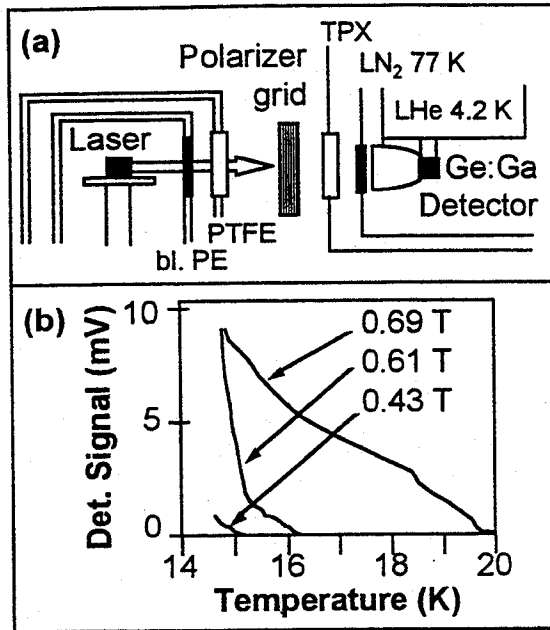 (a)
TPX
Polarizer
grid
LN₂ 77 K
LHe 4.2 K
Laser
Ge:Ga
Detector
PTFE
bl. PE
(b)
10
5
0
Det. Signal (mV)
0.69 T
0.61 T
0.43 T
14 16 18 20
Temperature (K)